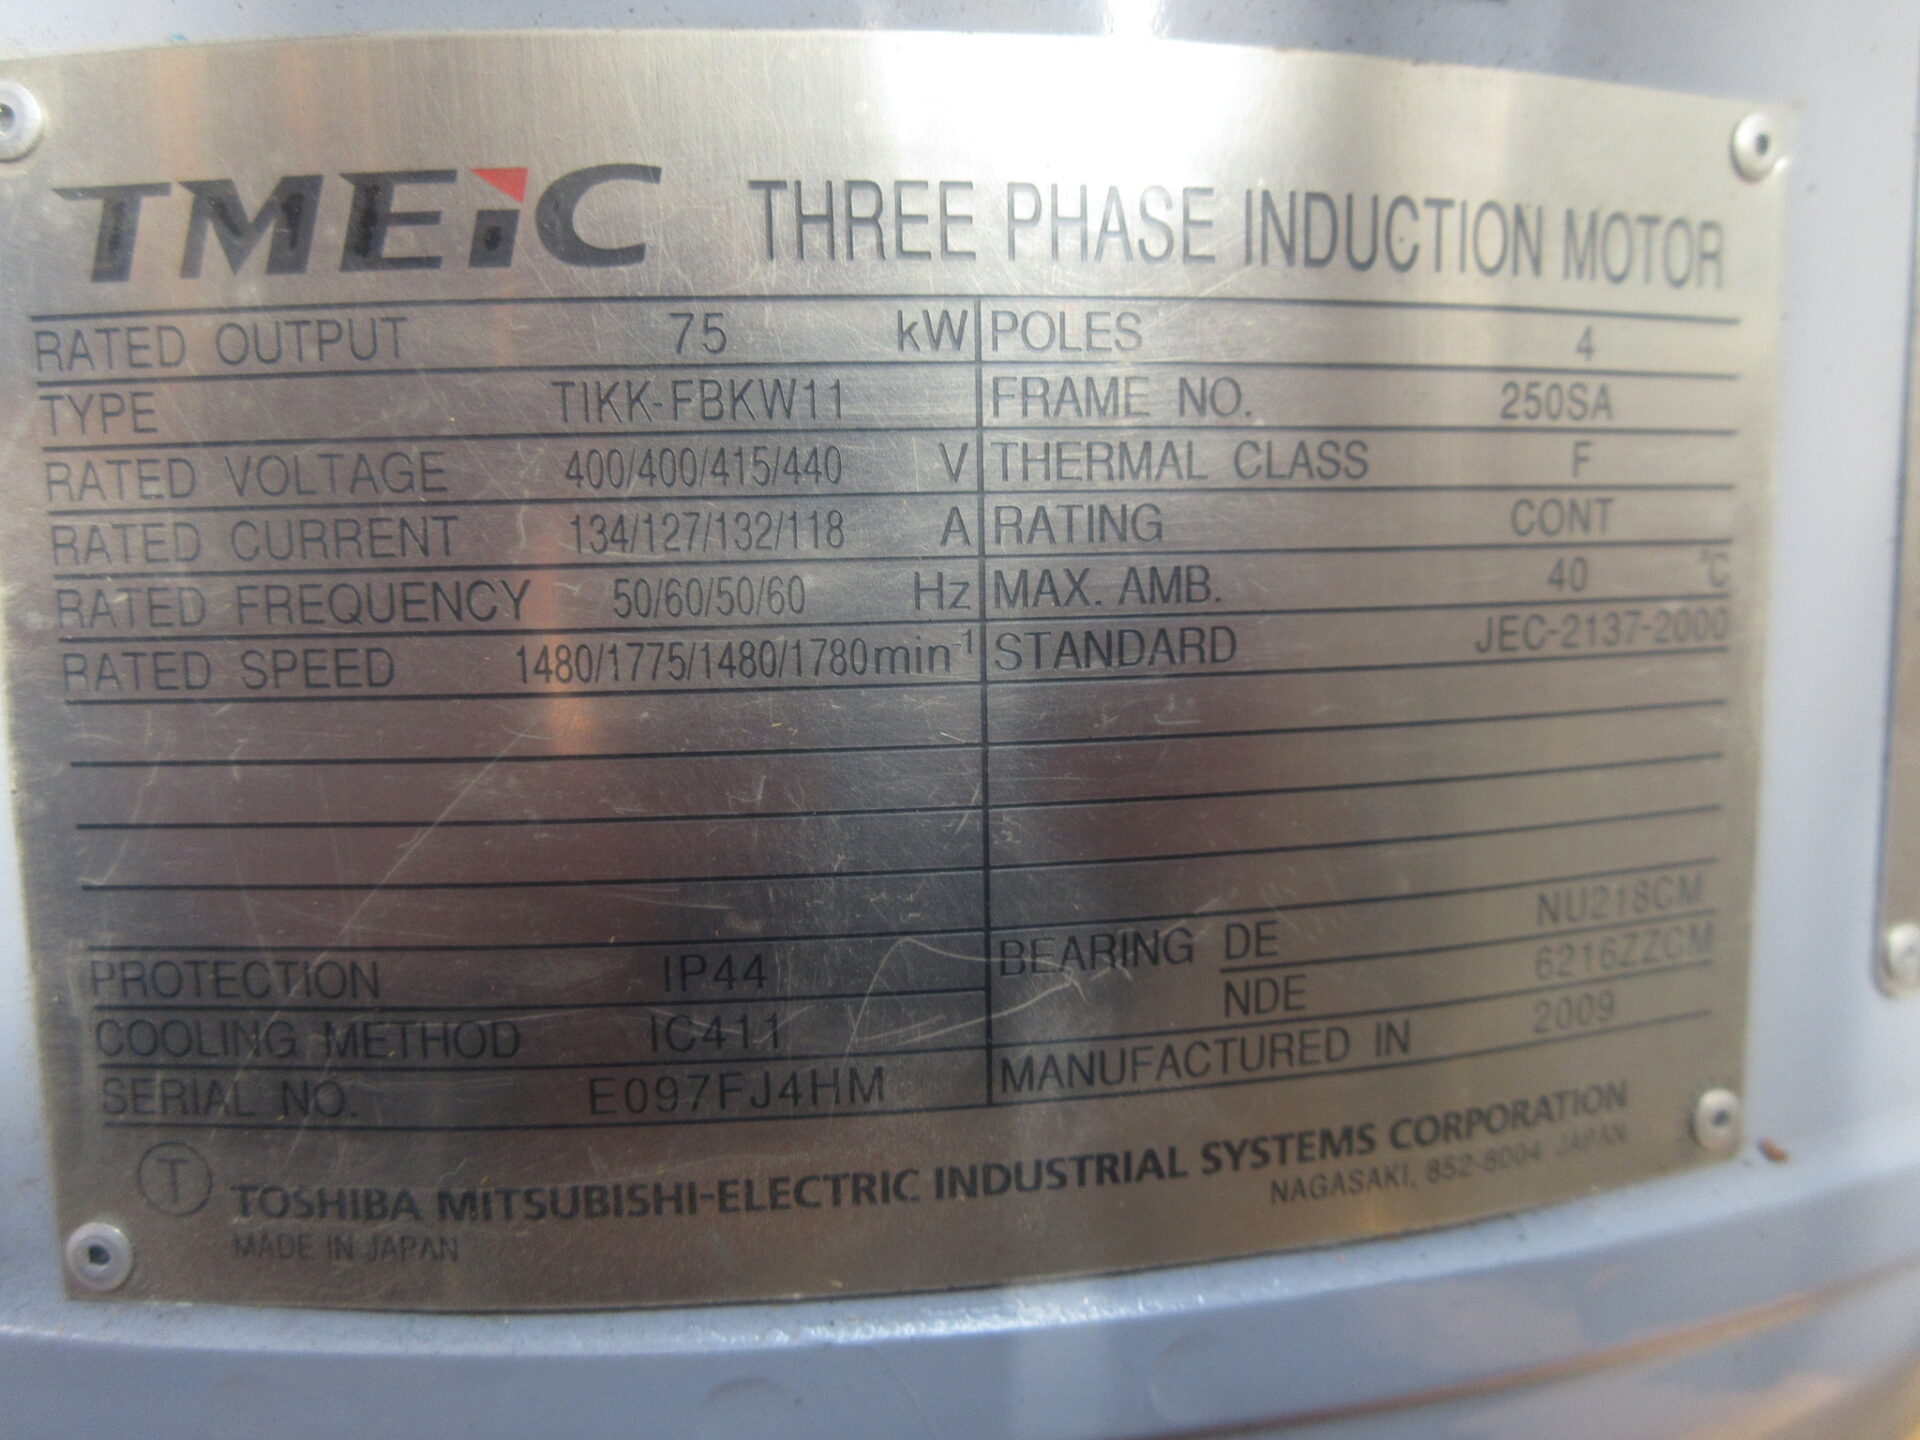 TMEiC THREE PHASE INDUCTION MOTOR
RATED OUTPUT 75 kW POLES 4
TYPE TIKK-FBKW11 FRAME NO. 250SA
RATED VOLTAGE 400/400/415/440 V THERMAL CLASS F
RATED CURRENT 134/127/132/118 A RATING CONT
RATED FREQUENCY 50/60/50/60 Hz MAX. AMB. 40 °C
RATED SPEED 1480/1775/1480/1780 min⁻¹ STANDARD JEC-2137-2000
PROTECTION IP44 BEARING DE NU218CM
COOLING METHOD IC411 NDE 6216ZZCM
SERIAL NO. E097FJ4HM MANUFACTURED IN 2009
T TOSHIBA MITSUBISHI-ELECTRIC INDUSTRIAL SYSTEMS CORPORATION
MADE IN JAPAN NAGASAKI, 852-8004 JAPAN